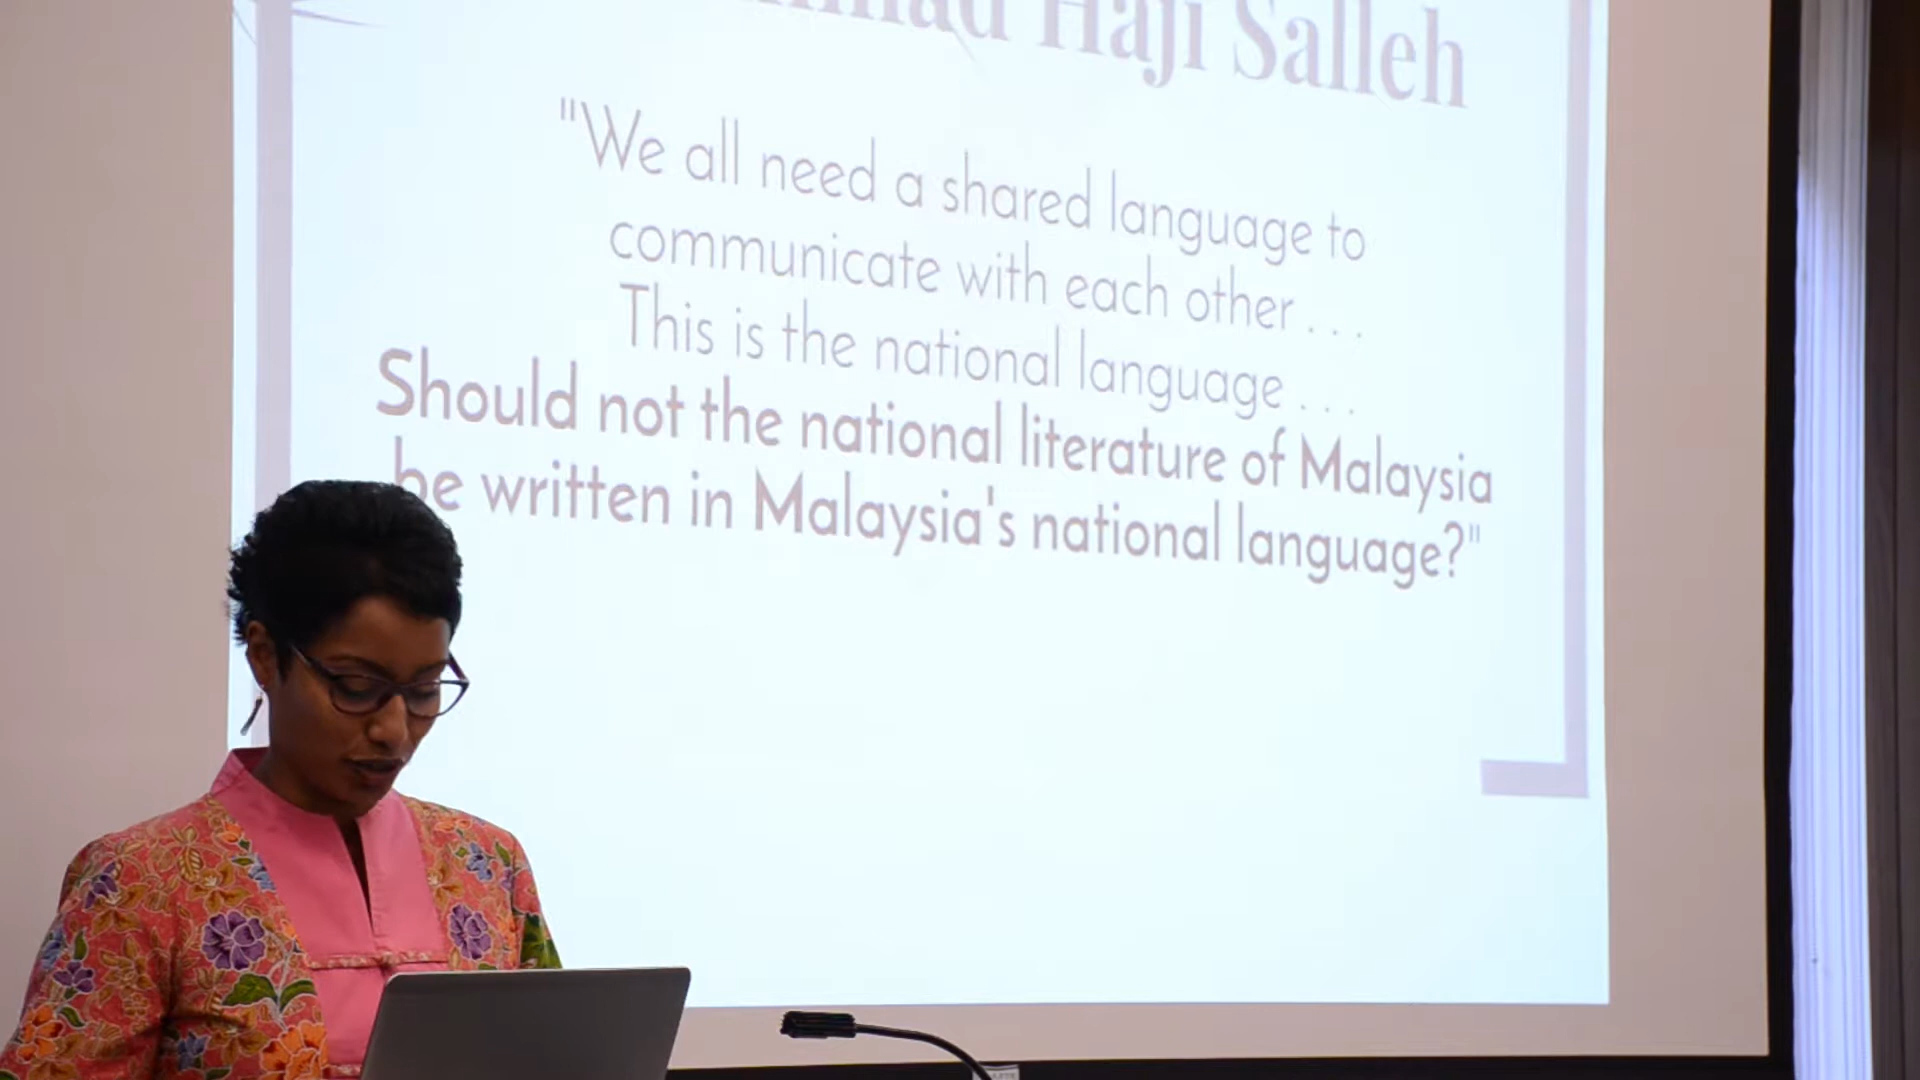 Haji Salleh
"We all need a shared language to
communicate with each other . . .
This is the national language . . .
Should not the national literature of Malaysia
be written in Malaysia's national language?"